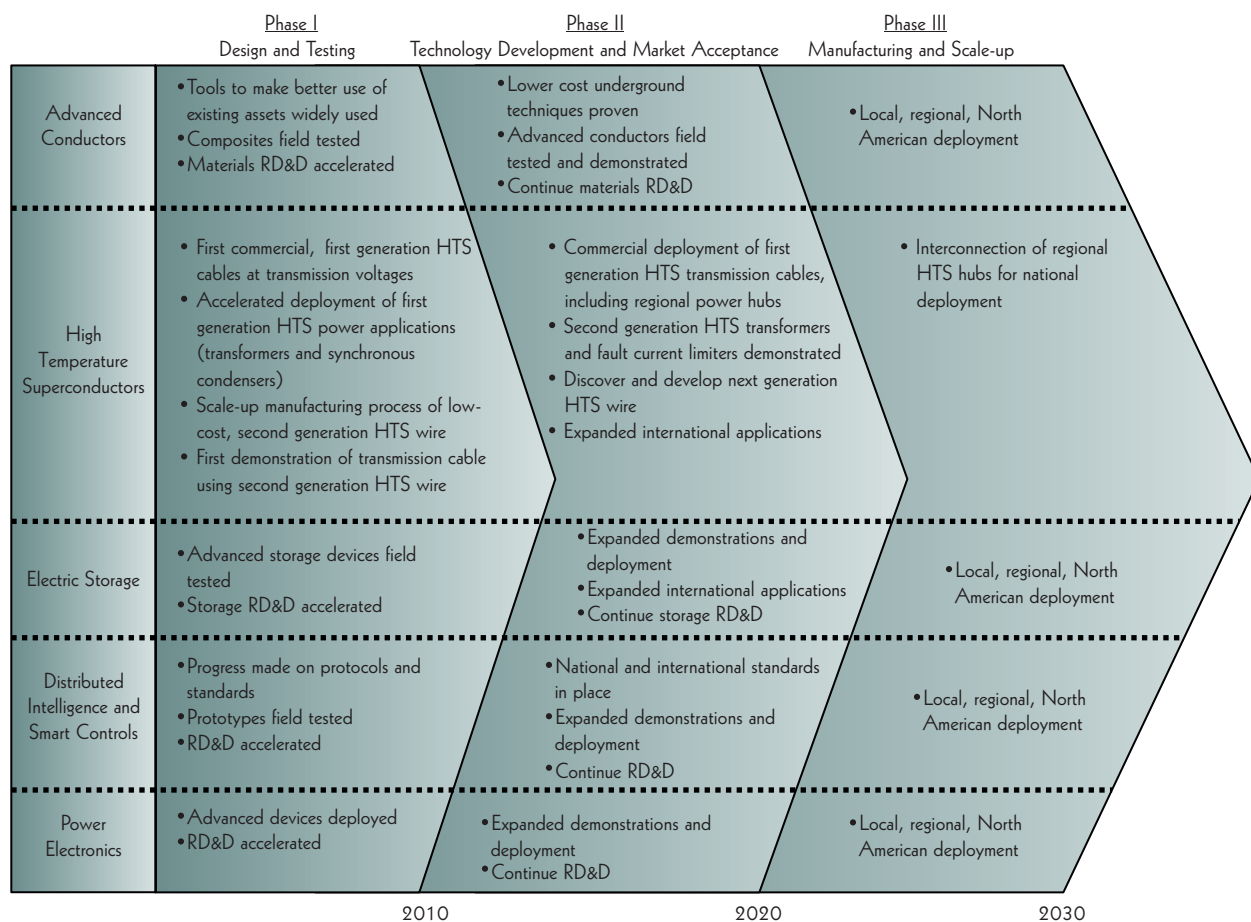 Phase I
Design and Testing
Phase II
Technology Development and Market Acceptance
Phase III
Manufacturing and Scale-up
Advanced
Conductors
• Tools to make better use of
existing assets widely used
• Composites field tested
• Materials RD&D accelerated
• Lower cost underground
techniques proven
• Advanced conductors field
tested and demonstrated
• Continue materials RD&D
• Local, regional, North
American deployment
High
Temperature
Superconductors
• First commercial, first generation HTS
cables at transmission voltages
• Accelerated deployment of first
generation HTS power applications
(transformers and synchronous
condensers)
• Scale-up manufacturing process of low-
cost, second generation HTS wire
• First demonstration of transmission cable
using second generation HTS wire
• Commercial deployment of first
generation HTS transmission cables,
including regional power hubs
• Second generation HTS transformers
and fault current limiters demonstrated
• Discover and develop next generation
HTS wire
• Expanded international applications
• Interconnection of regional
HTS hubs for national
deployment
Electric Storage
• Advanced storage devices field
tested
• Storage RD&D accelerated
• Expanded demonstrations and
deployment
• Expanded international applications
• Continue storage RD&D
• Local, regional, North
American deployment
Distributed
Intelligence and
Smart Controls
• Progress made on protocols and
standards
• Prototypes field tested
• RD&D accelerated
• National and international standards
in place
• Expanded demonstrations and
deployment
• Continue RD&D
• Local, regional, North
American deployment
Power
Electronics
• Advanced devices deployed
• RD&D accelerated
• Expanded demonstrations and
deployment
• Continue RD&D
• Local, regional, North
American deployment
2010
2020
2030